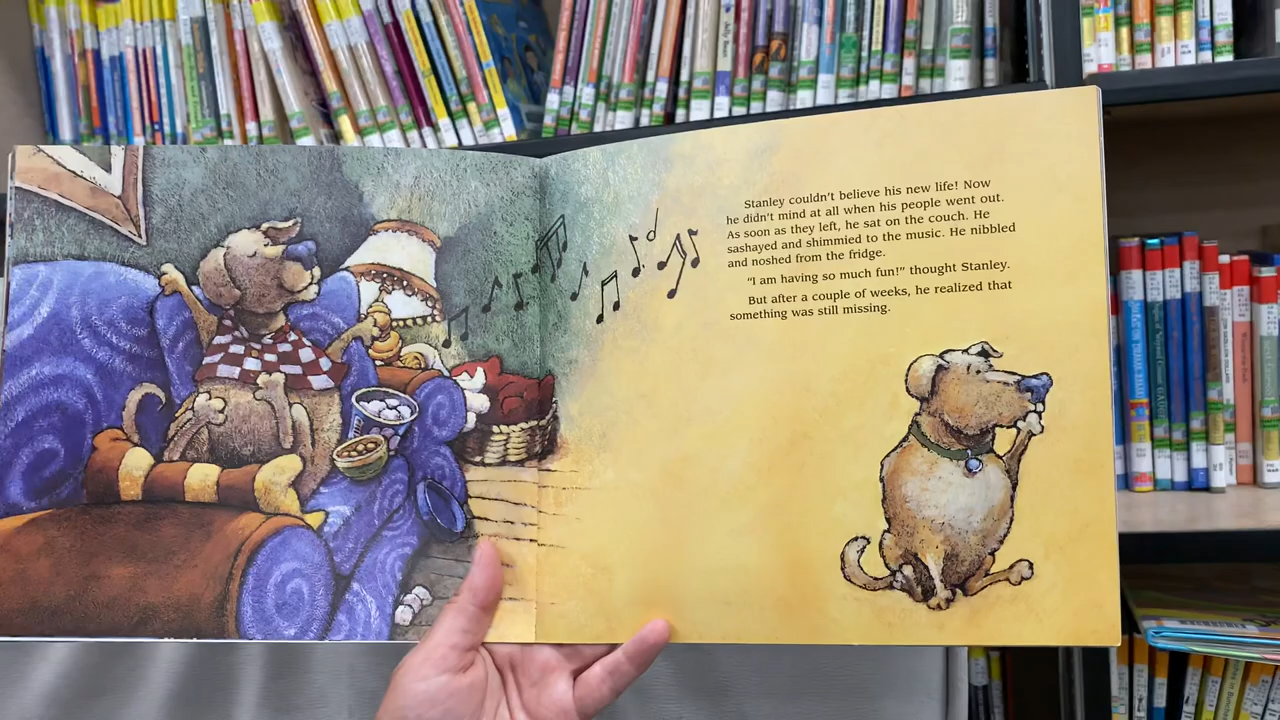 Stanley couldn't believe his new life! Now
he didn't mind at all when his people went out.
As soon as they left, he sat on the couch. He
sashayed and shimmied to the music. He nibbled
and noshed from the fridge.
"I am having so much fun!" thought Stanley.
But after a couple of weeks, he realized that
something was still missing.